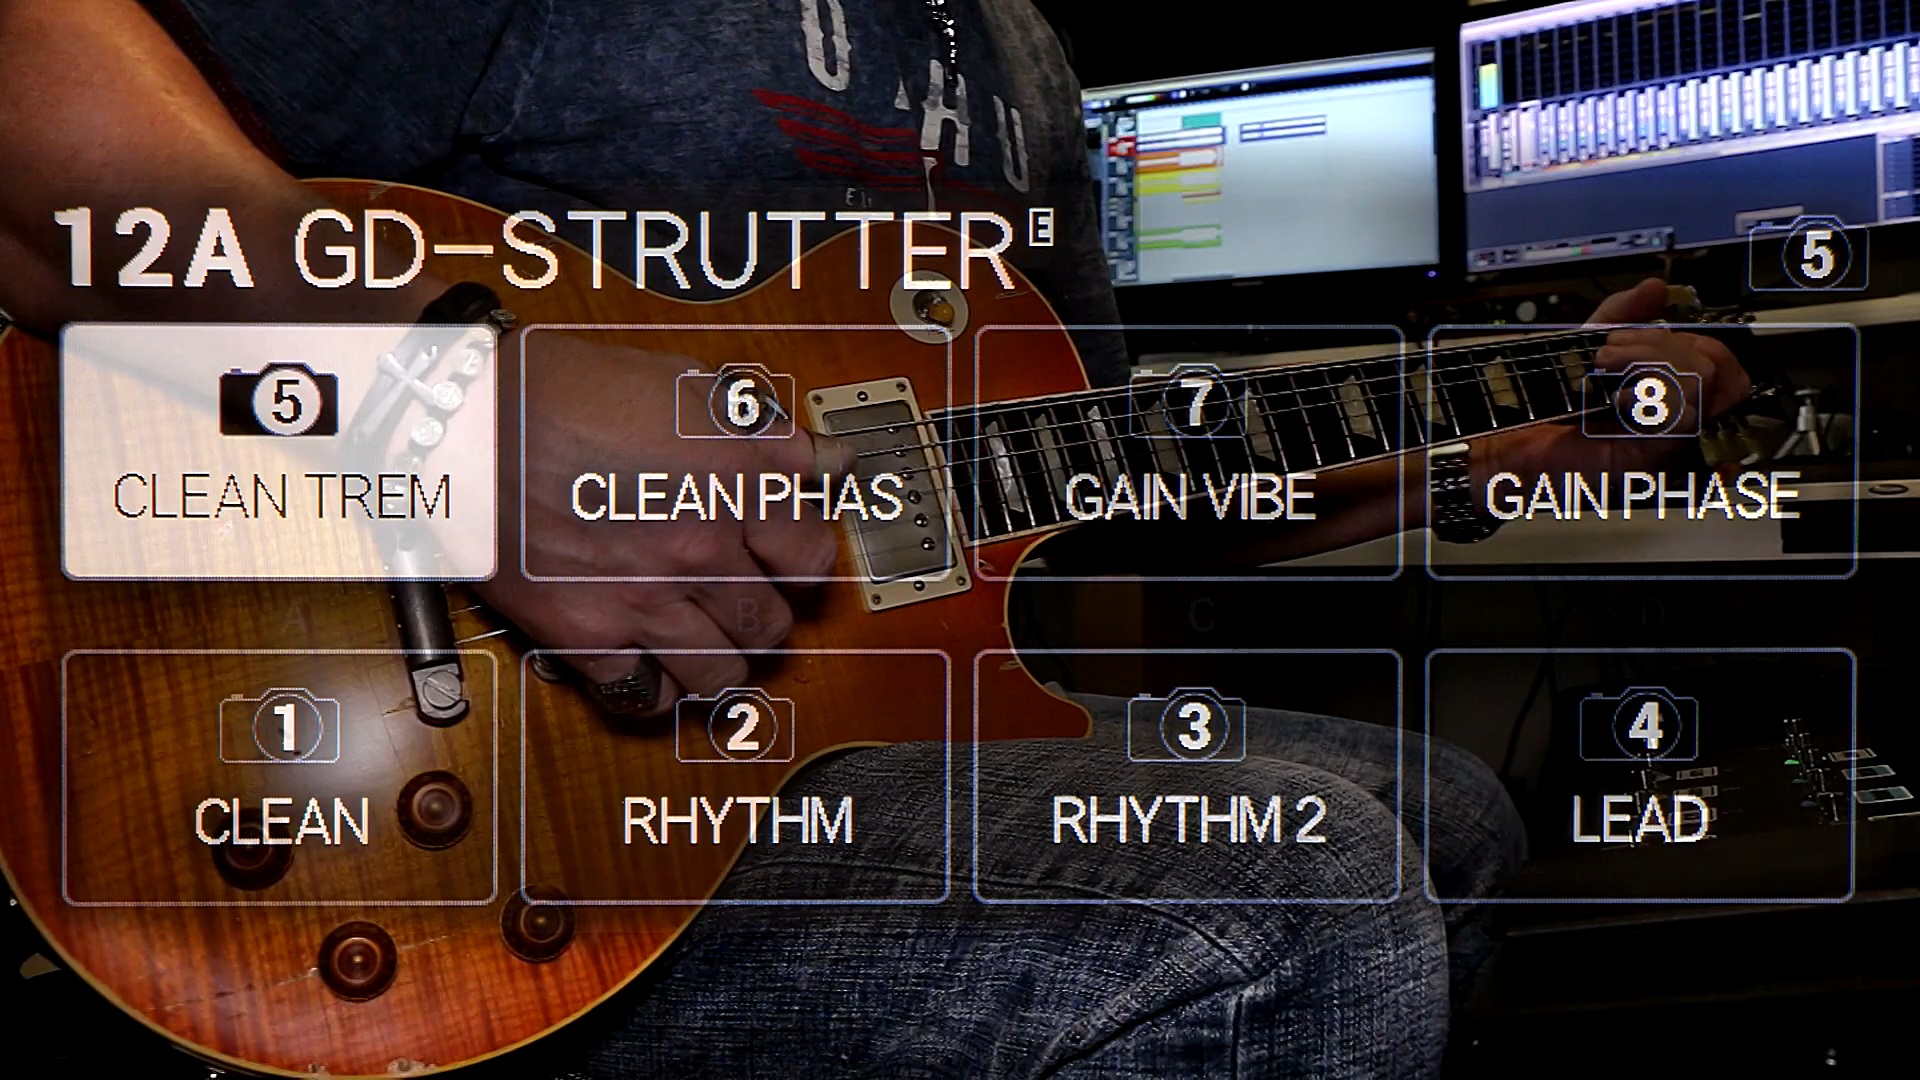 O HU
12A GD-STRUTTER E
5
5
6
7
8
CLEAN TREM
CLEAN PHAS
GAIN VIBE
GAIN PHASE
A
B
C
D
1
2
3
4
CLEAN
RHYTHM
RHYTHM 2
LEAD